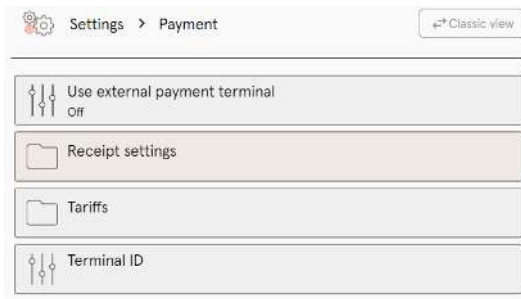 Settings > Payment
Classic view
Use external payment terminal
Off
Receipt settings
Tariffs
Terminal ID